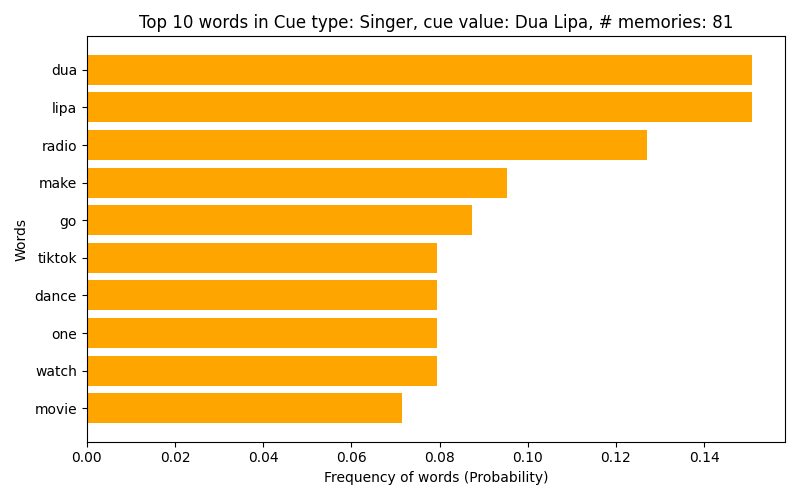 Top 10 words in Cue type: Singer, cue value: Dua Lipa, # memories: 81
dua
lipa
radio
make
go
tiktok
dance
one
watch
movie
Words
0.00 0.02 0.04 0.06 0.08 0.10 0.12 0.14
Frequency of words (Probability)